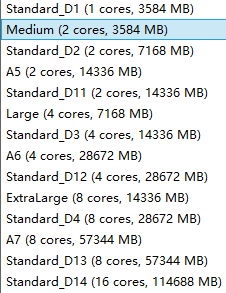 Standard_D1 (1 cores, 3584 MB)
Medium (2 cores, 3584 MB)
Standard_D2 (2 cores, 7168 MB)
A5 (2 cores, 14336 MB)
Standard_D11 (2 cores, 14336 MB)
Large (4 cores, 7168 MB)
Standard_D3 (4 cores, 14336 MB)
A6 (4 cores, 28672 MB)
Standard_D12 (4 cores, 28672 MB)
ExtraLarge (8 cores, 14336 MB)
Standard_D4 (8 cores, 28672 MB)
A7 (8 cores, 57344 MB)
Standard_D13 (8 cores, 57344 MB)
Standard_D14 (16 cores, 114688 MB)